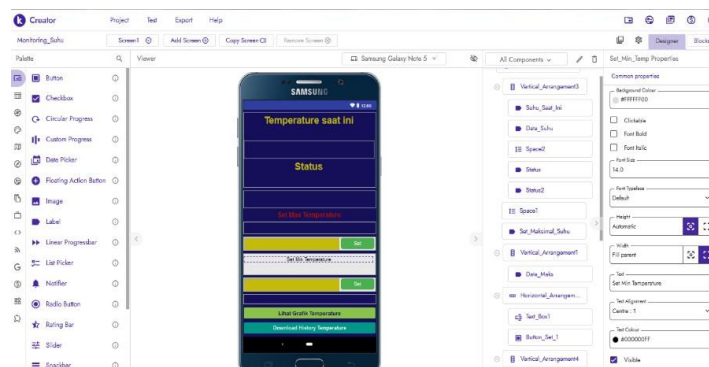 Creator
Project Test Export Help
Monitoring_Suhu
Screen1 Add Screen Copy Screen Remove Screen
Designer Blocks
Palette
Button
Checkbox
Circular Progress
Custom Progress
Date Picker
Floating Action Button
Image
Label
Linear Progressbar
List Picker
Notifier
Radio Button
Rating Bar
Slider
Snackbar
Viewer
Samsung Galaxy Note 5
SAMSUNG
Temperature saat ini
Status
Set Max Temperature
Set
Set Min Temperature
Set
Lihat Grafik Temperature
Download History Temperature
All Components
Vertical_Arrangement3
Suhu_Saat_Ini
Data_Suhu
Space2
Status
Status2
Space1
Set_Maksimal_Suhu
Vertical_Arrangement1
Data_Maks
Horizontal_Arrangem...
Text_Box1
Button_Set_1
Vertical_Arrangement4
Set_Min_Temp Properties
Common properties
Background Colour
#FFFFFF00
Clickable
Font Bold
Font Italic
Font Size
14.0
Font Typeface
Default
Height
Automatic
Width
Fill parent
Text
Set Min Temperature
Text Alignment
Centre : 1
Text Colour
#000000FF
Visible